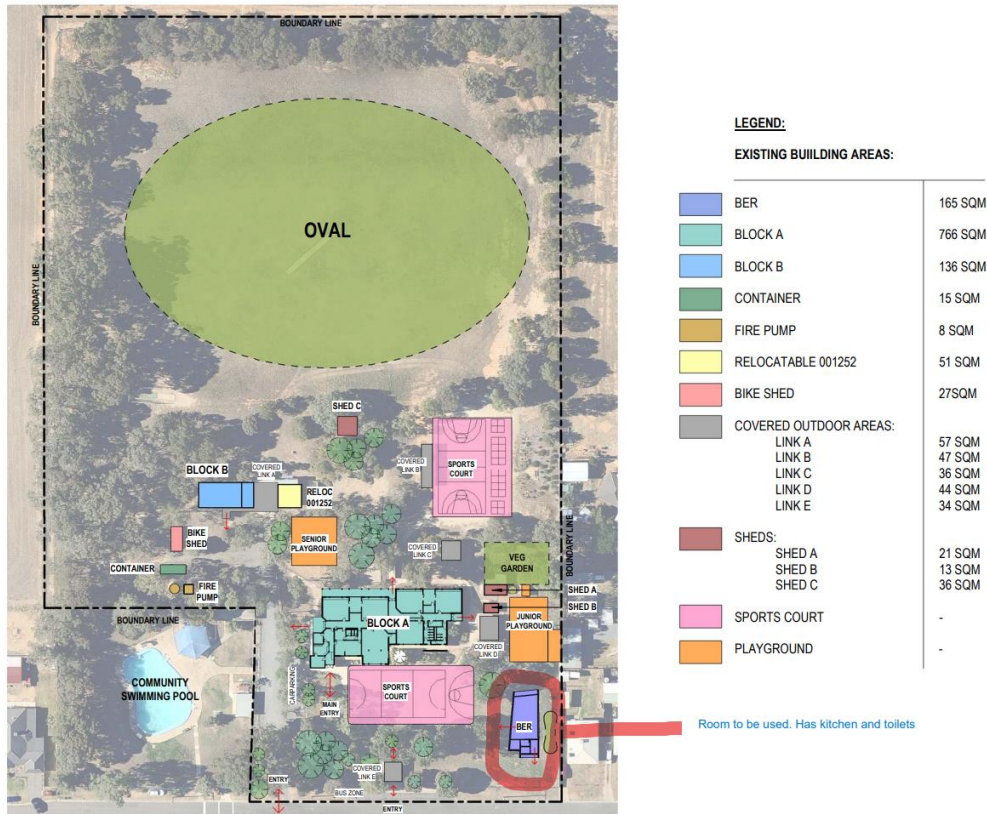 BOUNDARY LINE
BOUNDARY LINE
OVAL
SHED C
BLOCK B
COVERED
LINK A
RELOC
001252
COVERED
LINK B
SPORTS
COURT
BIKE
SHED
SENIOR
PLAYGROUND
COVERED
LINK C
VEG
GARDEN
BOUNDARY LINE
CONTAINER
FIRE
PUMP
SHED A
SHED B
BOUNDARY LINE
BLOCK A
JUNIOR
PLAYGROUND
COVERED
LINK D
COMMUNITY
SWIMMING POOL
CARPARKING
MAIN
ENTRY
SPORTS
COURT
BER
COVERED
LINK E
ENTRY
BUS ZONE
ENTRY
LEGEND:
EXISTING BUIILDING AREAS:
BER 165 SQM
BLOCK A 766 SQM
BLOCK B 136 SQM
CONTAINER 15 SQM
FIRE PUMP 8 SQM
RELOCATABLE 001252 51 SQM
BIKE SHED 27SQM
COVERED OUTDOOR AREAS:
LINK A 57 SQM
LINK B 47 SQM
LINK C 36 SQM
LINK D 44 SQM
LINK E 34 SQM
SHEDS:
SHED A 21 SQM
SHED B 13 SQM
SHED C 36 SQM
SPORTS COURT -
PLAYGROUND -
Room to be used. Has kitchen and toilets